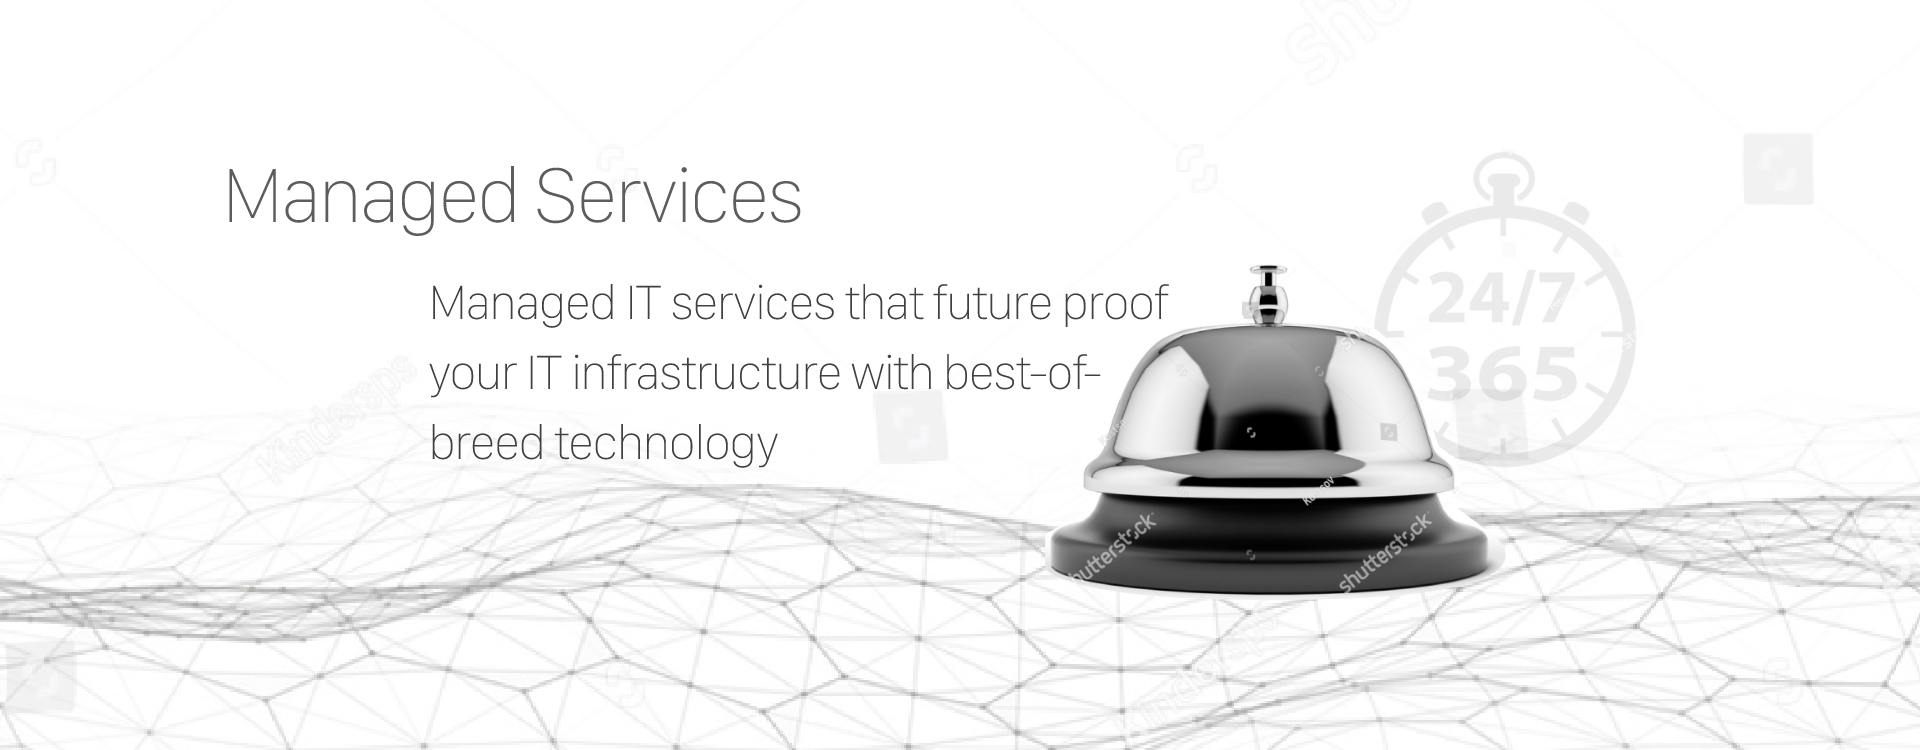 Managed Services
Managed IT services that future proof
your IT infrastructure with best-of-
breed technology
24/7
365
shutterstock
shutterstock
Kindersps